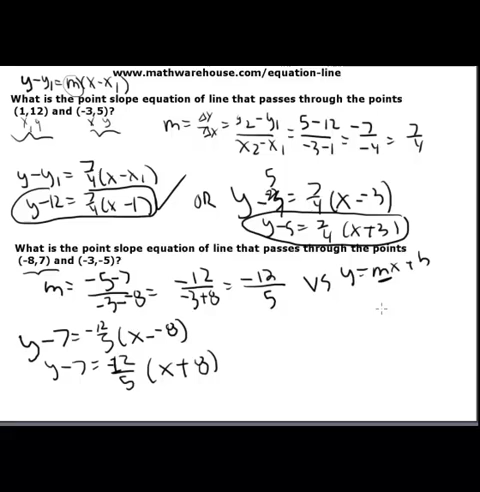 www.mathwarehouse.com/equation-line
y-y₁=m(x-x₁)
What is the point slope equation of line that passes through the points
(1,12) and (-3,5)?
x₁y₁ x y
m = Δy/Δx = y₂-y₁/x₂-x₁ = 5-12/-3-1 = -7/-4 = 7/4
y-y₁ = 7/4(x-x₁)
y-12 = 7/4(x-1)
OR
5
y- = 7/4(x--3)
y-5 = 7/4(x+3)
What is the point slope equation of line that passes through the points
(-8,7) and (-3,-5)?
m = -5-7/-3--8 = -12/-3+8 = -12/5 VS y=mx+b
y-7 = -12/5(x--8)
y-7 = -12/5(x+8)